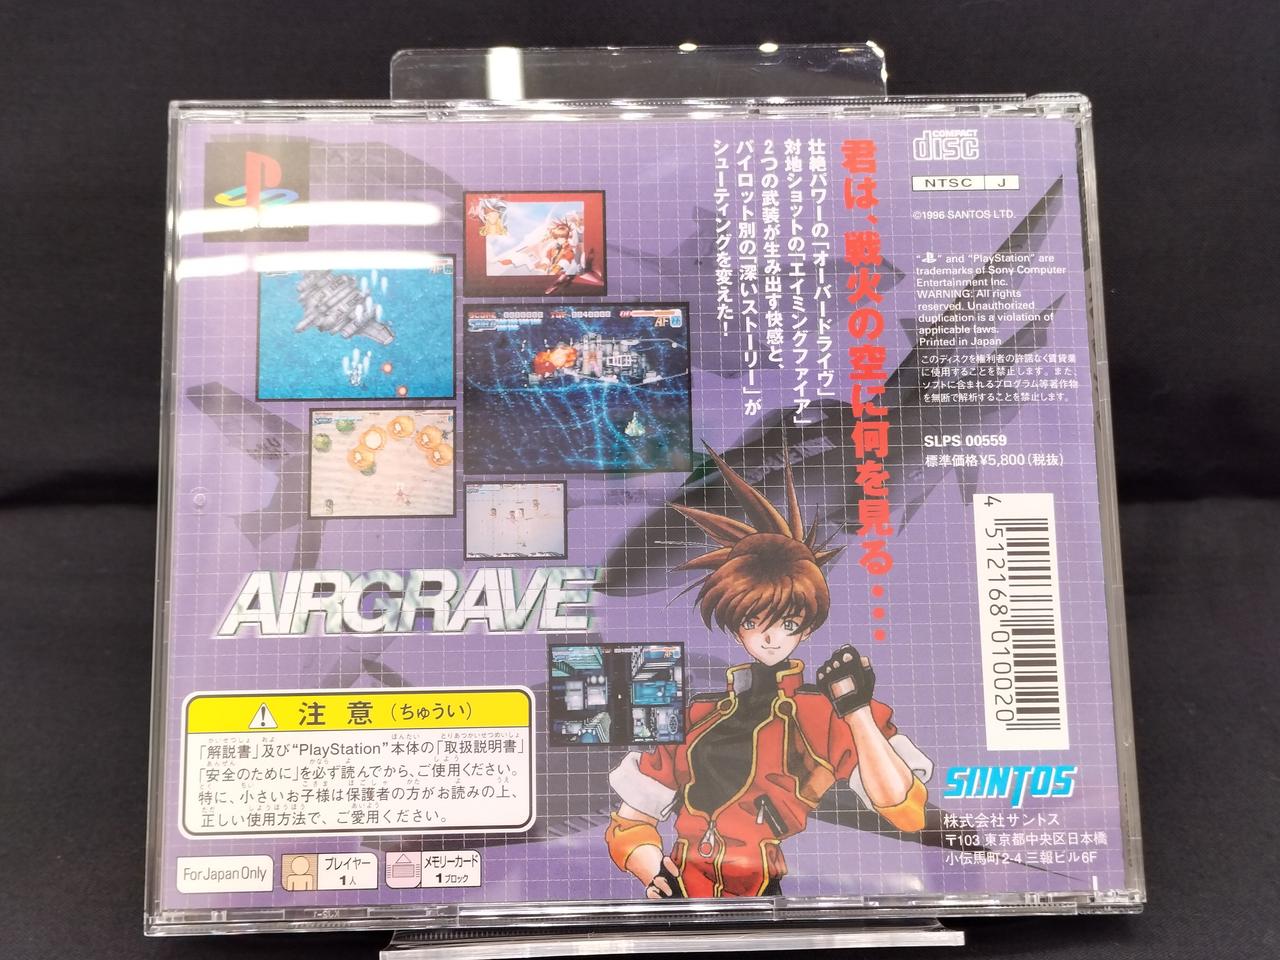 君は、戦火の空に何を見る・・・
壮絶パワーの「オーバードライヴ」
対地ショットの「エイミングファイア」
2つの武装が生み出す快感と、
パイロット別の「深いストーリー」が
シューティングを変えた!
COMPACT
disc
NTSC J
©1996 SANTOS LTD.
" " and "PlayStation" are
trademarks of Sony Computer
Entertainment Inc.
WARNING: All rights
reserved. Unauthorized
duplication is a violation of
applicable laws.
Printed in Japan
このディスクを権利者の許諾なく賃貸業
に使用することを禁止します。また、
ソフトに含まれるプログラム等著作物
を無断で解析することを禁止します。
SLPS 00559
標準価格¥5,800(税抜)
4 512168 010020
AIRGRAVE
注意(ちゅうい)
「解説書」及び"PlayStation"本体の「取扱説明書」
「安全のために」を必ず読んでから、ご使用ください。
特に、小さいお子様は保護者の方がお読みの上、
正しい使用方法で、ご愛用ください。
For Japan Only
プレイヤー
1人
メモリーカード
1ブロック
SANTOS
株式会社サントス
〒103 東京都中央区日本橋
小伝馬町2-4 三報ビル6F